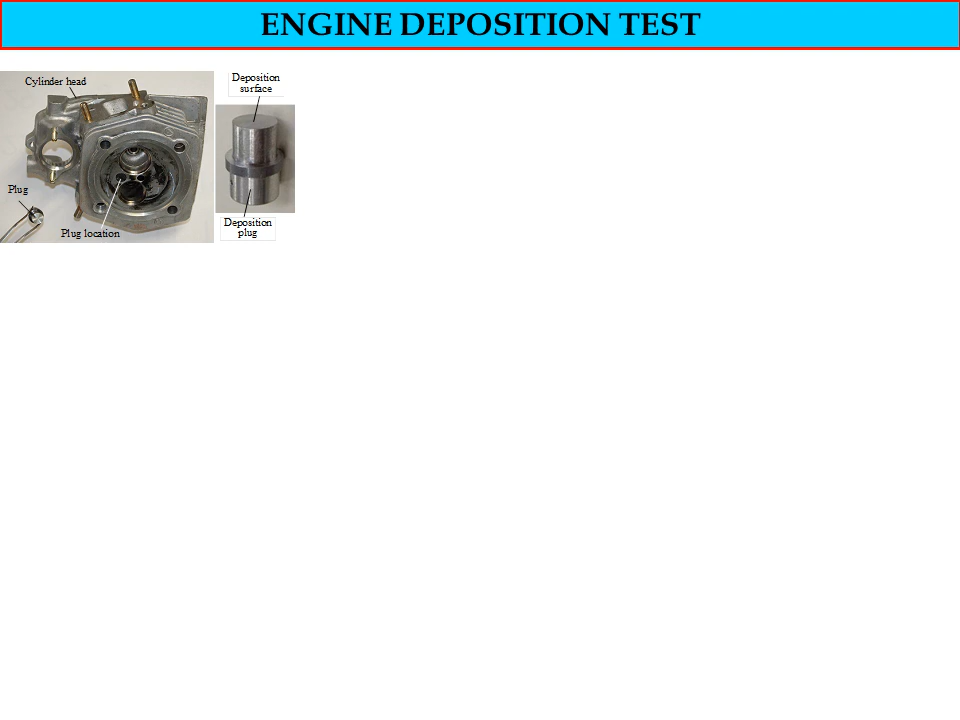 ENGINE DEPOSITION TEST
Cylinder head
Plug
Plug location
Deposition
surface
Deposition
plug